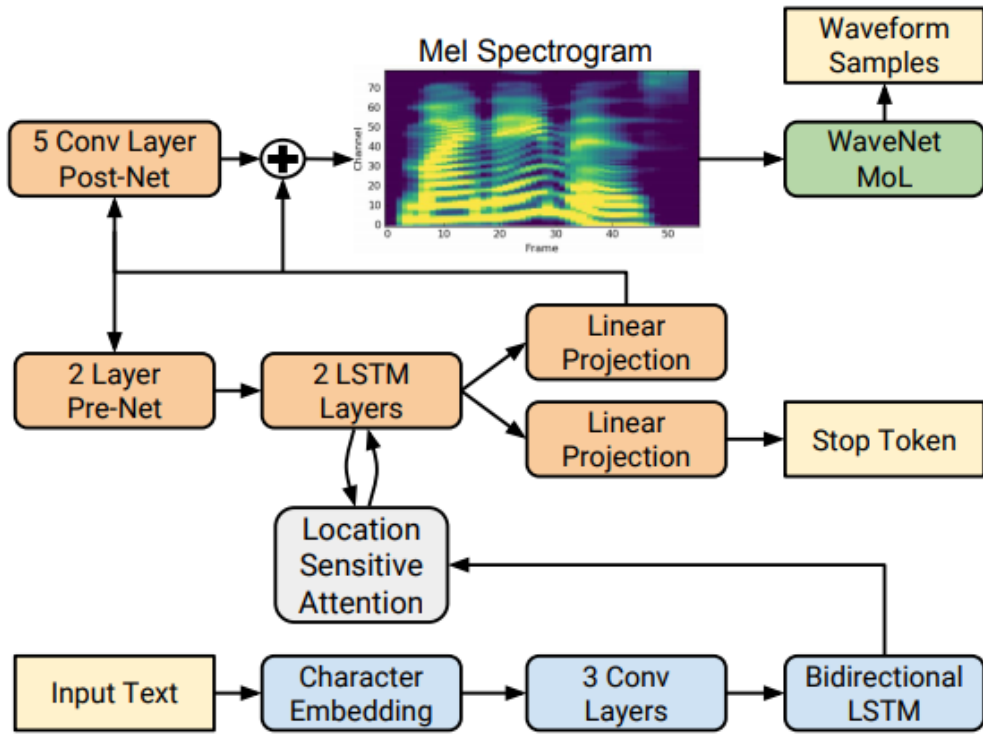 Waveform
Samples
Mel Spectrogram
5 Conv Layer
Post-Net
WaveNet
MoL
Channel
70
60
50
40
30
20
10
0
0 10 20 30 40 50
Frame
Linear
Projection
2 Layer
Pre-Net
2 LSTM
Layers
Linear
Projection
Stop Token
Location
Sensitive
Attention
Input Text
Character
Embedding
3 Conv
Layers
Bidirectional
LSTM